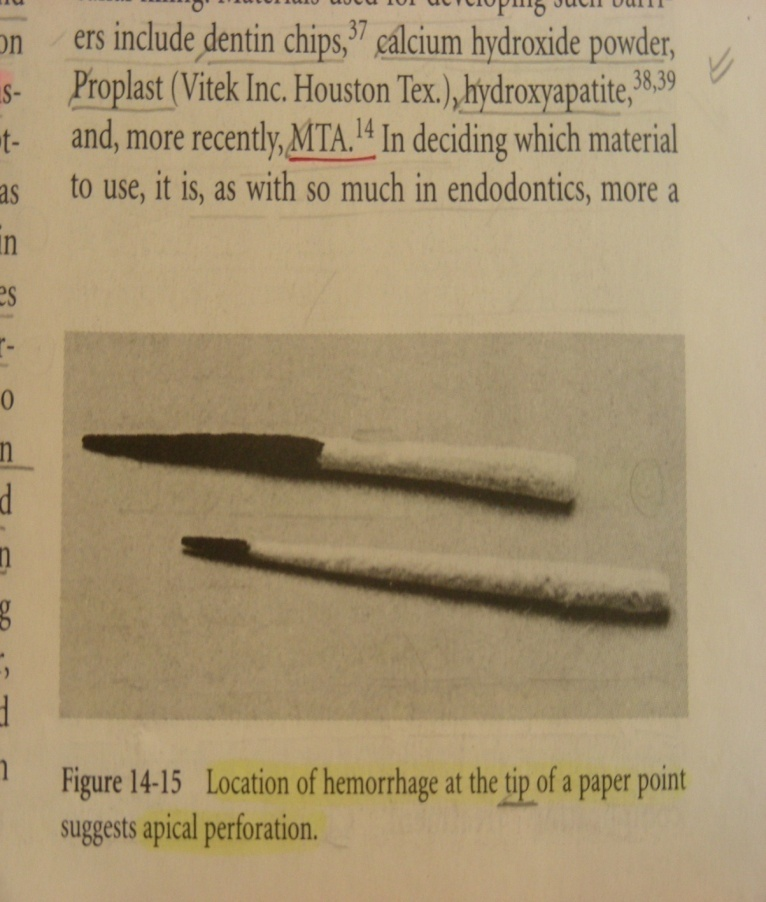 ers include dentin chips,37 calcium hydroxide powder,
Proplast (Vitek Inc. Houston Tex.), hydroxyapatite,38,39
and, more recently, MTA.14 In deciding which material
to use, it is, as with so much in endodontics, more a
Figure 14-15 Location of hemorrhage at the tip of a paper point
suggests apical perforation.